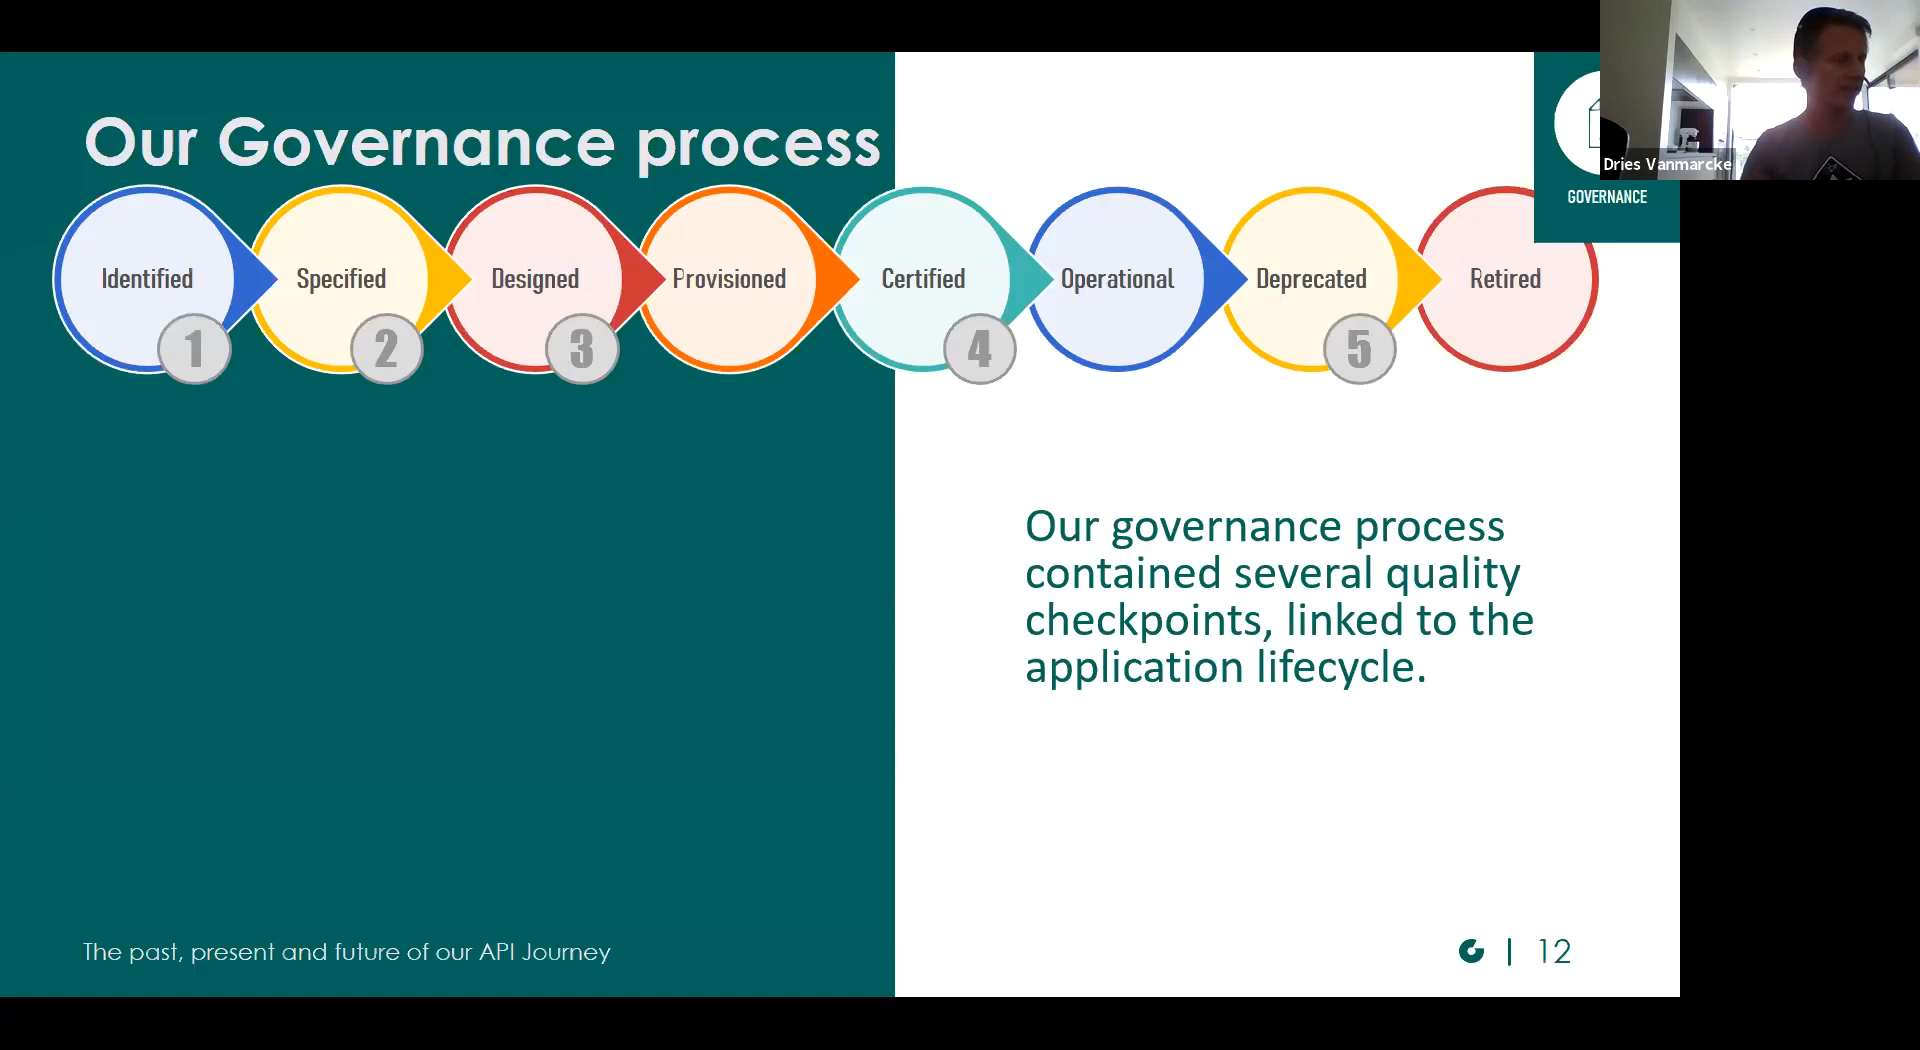 Our Governance process
Dries Vanmarcke
GOVERNANCE
Identified
Specified
Designed
Provisioned
Certified
Operational
Deprecated
Retired
1
2
3
4
5
Our governance process
contained several quality
checkpoints, linked to the
application lifecycle.
The past, present and future of our API Journey
12